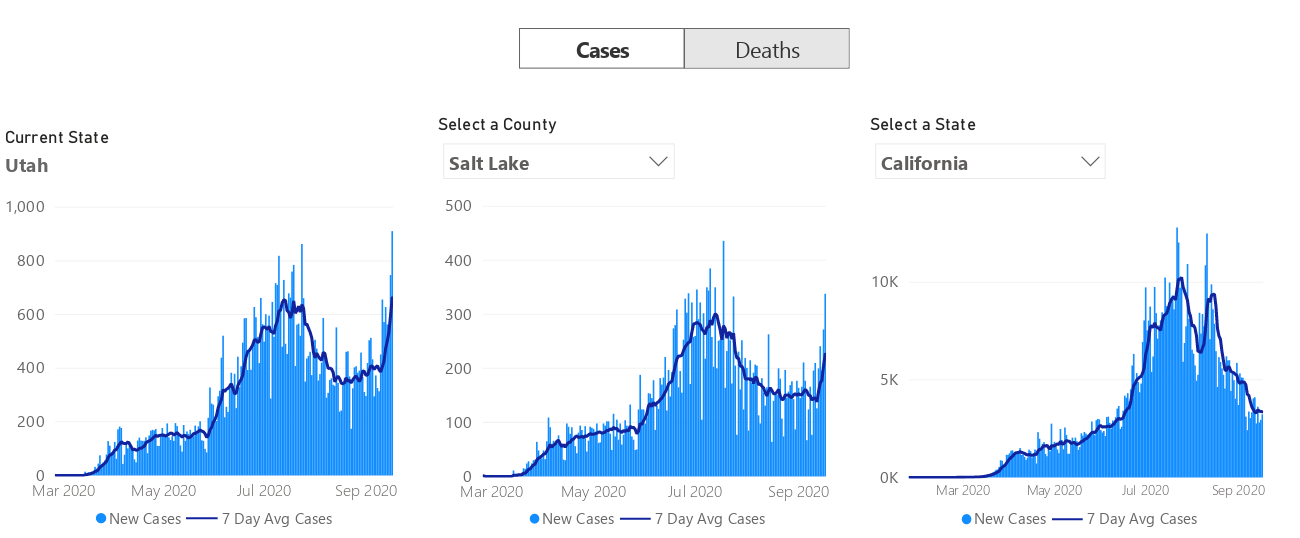 Cases Deaths
Current State
Utah
1,000
800
600
400
200
0
Mar 2020 May 2020 Jul 2020 Sep 2020
New Cases 7 Day Avg Cases
Select a County
Salt Lake
500
400
300
200
100
0
Mar 2020 May 2020 Jul 2020 Sep 2020
New Cases 7 Day Avg Cases
Select a State
California
10K
5K
0K
Mar 2020 May 2020 Jul 2020 Sep 2020
New Cases 7 Day Avg Cases